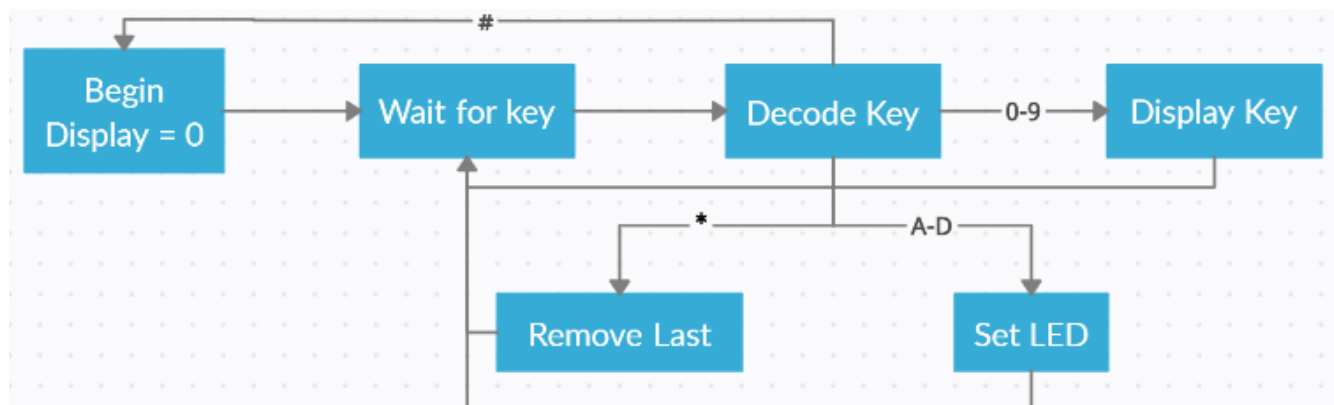 #
Begin
Display = 0
Wait for key
Decode Key
0-9
Display Key
*
A-D
Remove Last
Set LED